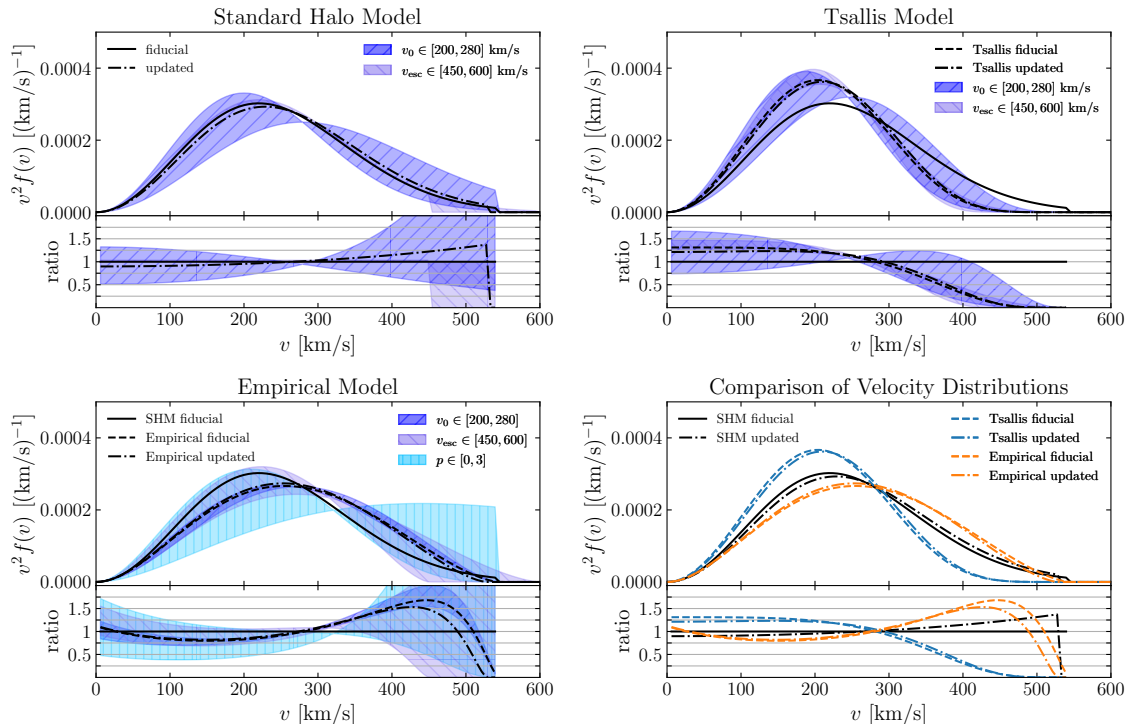 Standard Halo Model
fiducial
updated
v₀ ∈ [200, 280] km/s
v_esc ∈ [450, 600] km/s
v² f(v) [(km/s)⁻¹]
0.0004
0.0002
0.0000
ratio
1.5
1
0.5
0 100 200 300 400 500 600
v [km/s]
Tsallis Model
Tsallis fiducial
Tsallis updated
v₀ ∈ [200, 280] km/s
v_esc ∈ [450, 600] km/s
v² f(v) [(km/s)⁻¹]
0.0004
0.0002
0.0000
ratio
1.5
1
0.5
0 100 200 300 400 500 600
v [km/s]
Empirical Model
SHM fiducial
Empirical fiducial
Empirical updated
v₀ ∈ [200, 280]
v_esc ∈ [450, 600]
p ∈ [0, 3]
v² f(v) [(km/s)⁻¹]
0.0004
0.0002
0.0000
ratio
1.5
1
0.5
0 100 200 300 400 500 600
v [km/s]
Comparison of Velocity Distributions
SHM fiducial
SHM updated
Tsallis fiducial
Tsallis updated
Empirical fiducial
Empirical updated
v² f(v) [(km/s)⁻¹]
0.0004
0.0002
0.0000
ratio
1.5
1
0.5
0 100 200 300 400 500 600
v [km/s]